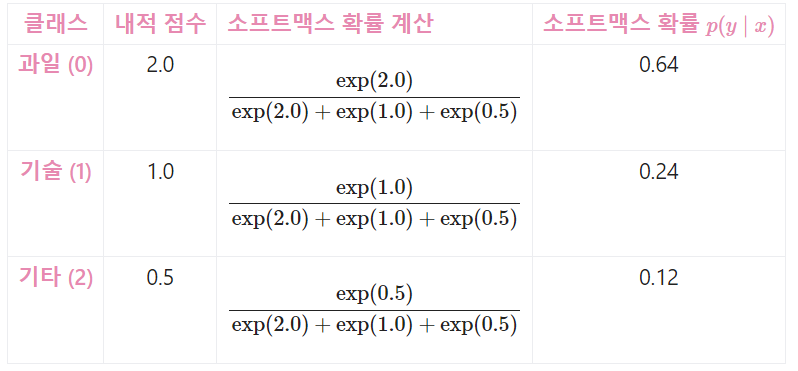 클래스 내적 점수 소프트맥스 확률 계산 소프트맥스 확률 p(y | x)
과일 (0) 2.0 exp(2.0) 0.64
exp(2.0) + exp(1.0) + exp(0.5)
기술 (1) 1.0 exp(1.0) 0.24
exp(2.0) + exp(1.0) + exp(0.5)
기타 (2) 0.5 exp(0.5) 0.12
exp(2.0) + exp(1.0) + exp(0.5)